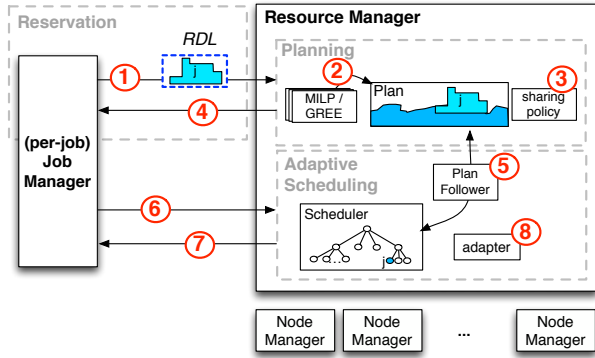 Reservation
RDL
Resource Manager
Planning
1
2
3
j
MILP /
GREE
Plan
j
sharing
policy
4
(per-job)
Job
Manager
Adaptive
Scheduling
5
Plan
Follower
6
Scheduler
7
8
adapter
...
j
Node
Manager
Node
Manager
...
Node
Manager